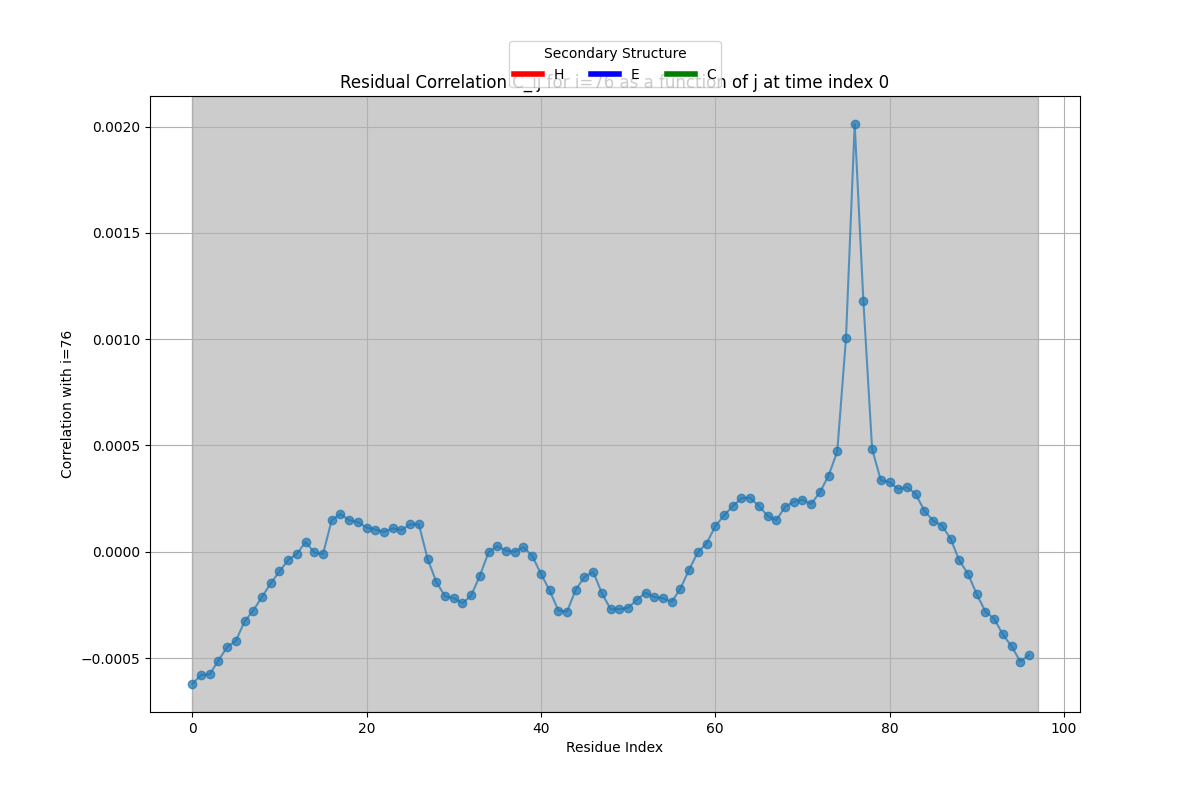 Secondary Structure
H E C
Residual Correlation C_ij for i=76 as a function of j at time index 0
Correlation with i=76
0.0020
0.0015
0.0010
0.0005
0.0000
−0.0005
0 20 40 60 80 100
Residue Index